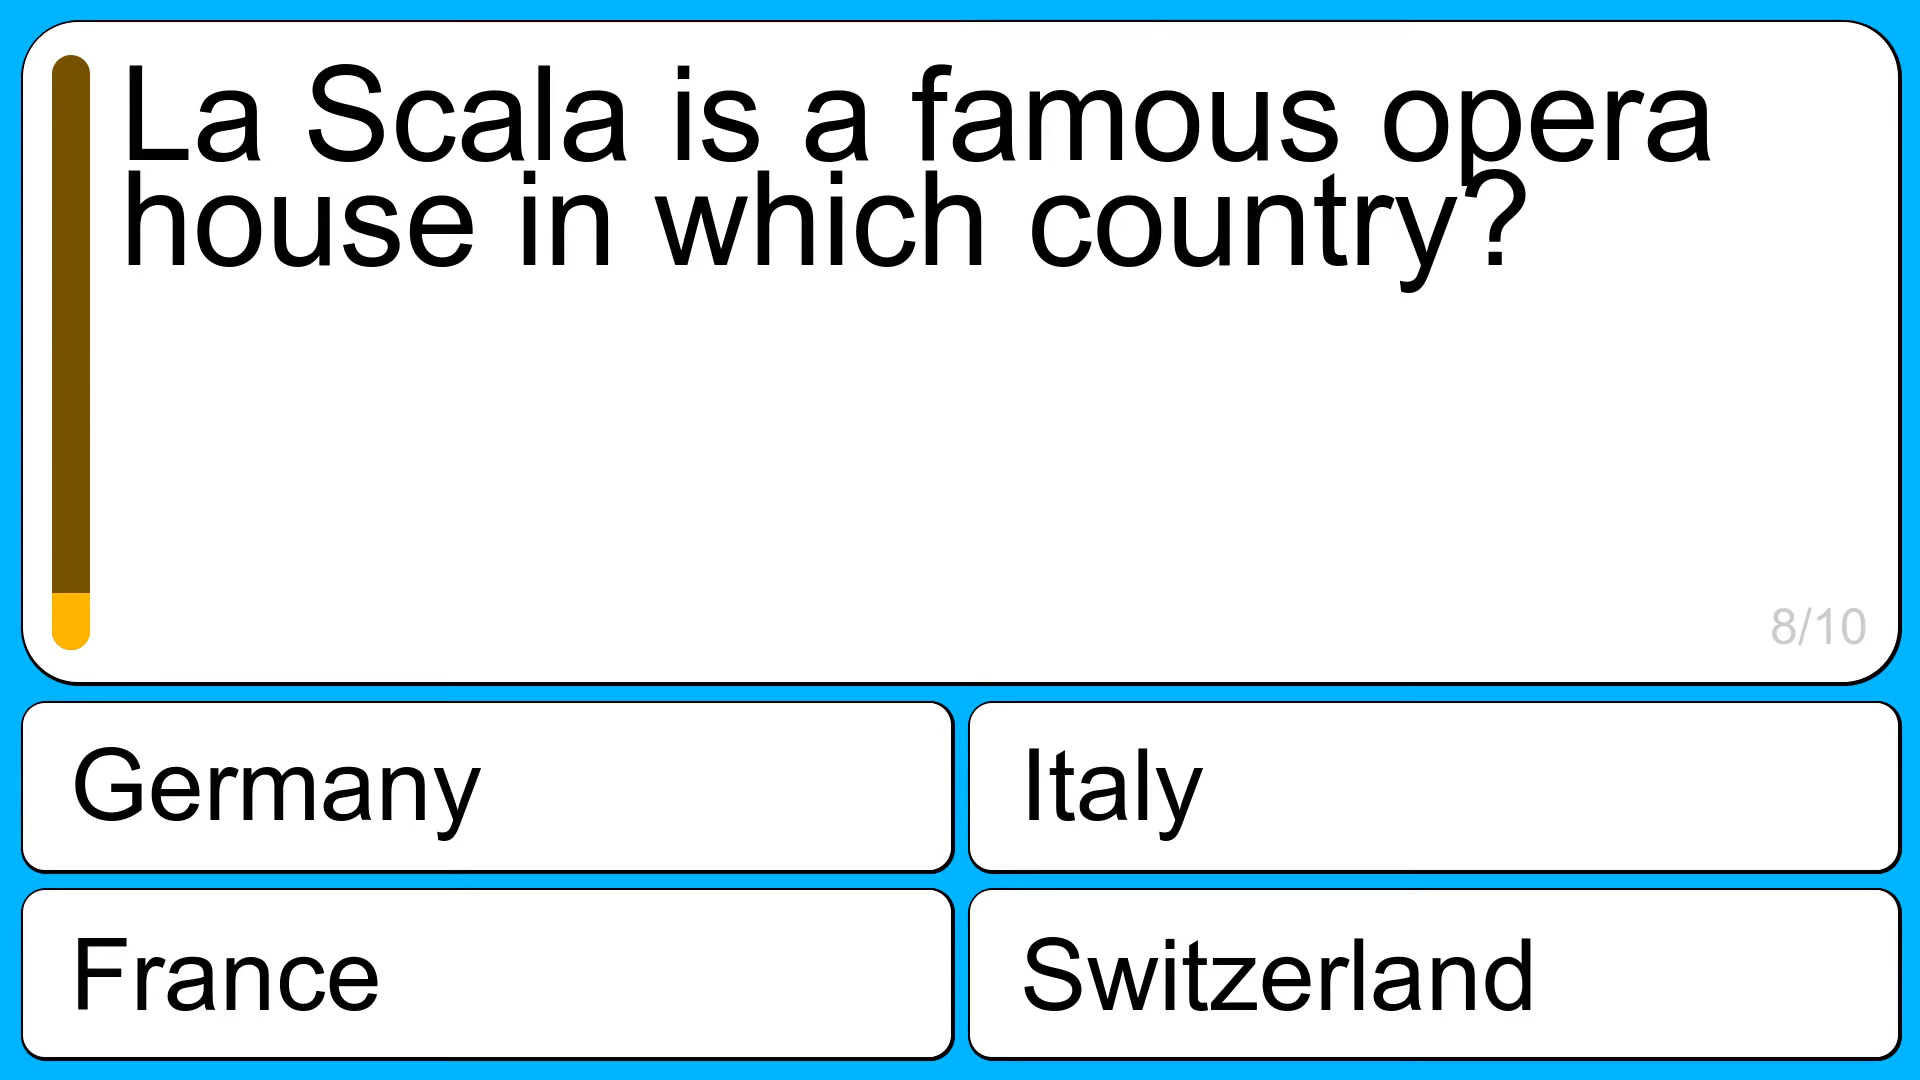 La Scala is a famous opera
house in which country?
8/10
Germany
Italy
France
Switzerland